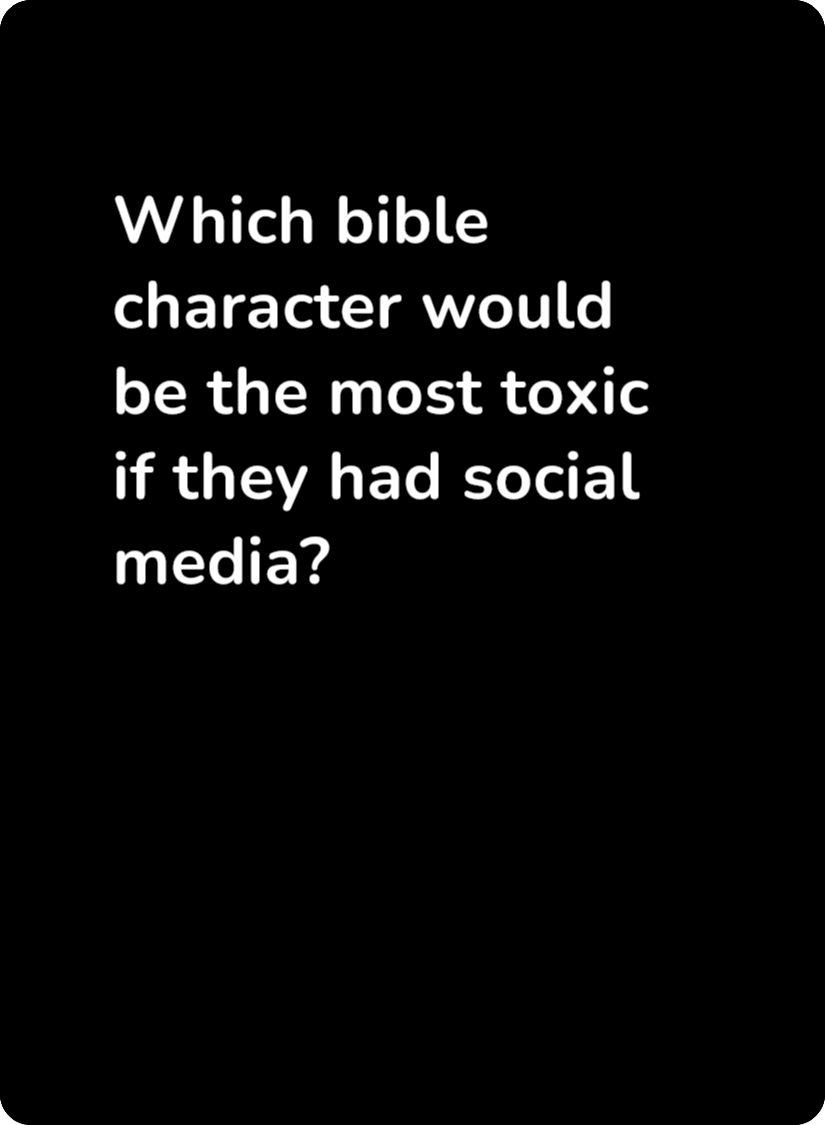 Which bible
character would
be the most toxic
if they had social
media?